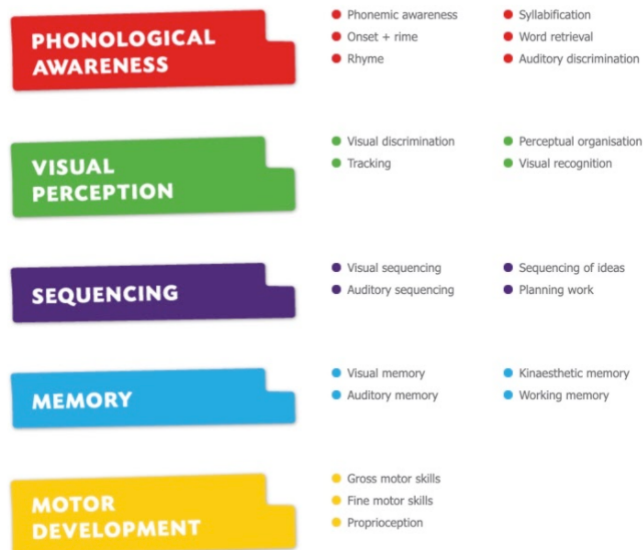 PHONOLOGICAL
AWARENESS
Phonemic awareness
Onset + rime
Rhyme
Syllabification
Word retrieval
Auditory discrimination
VISUAL
PERCEPTION
Visual discrimination
Tracking
Perceptual organisation
Visual recognition
SEQUENCING
Visual sequencing
Auditory sequencing
Sequencing of ideas
Planning work
MEMORY
Visual memory
Auditory memory
Kinaesthetic memory
Working memory
MOTOR
DEVELOPMENT
Gross motor skills
Fine motor skills
Proprioception